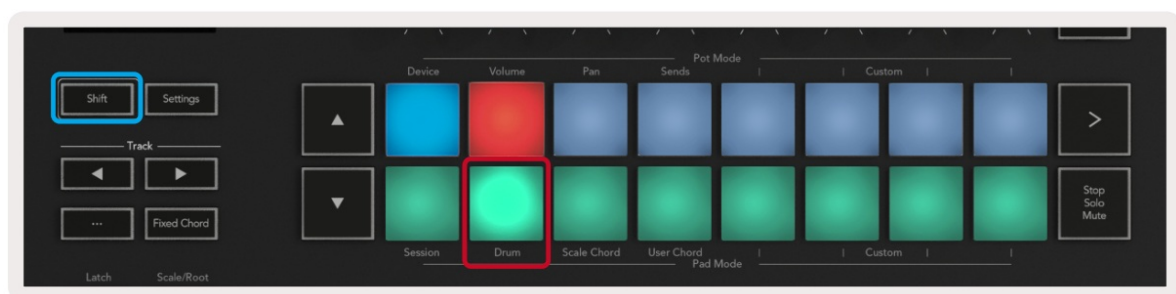 Pot Mode
Device Volume Pan Sends Custom
Shift Settings
Track
Stop
Solo
Mute
... Fixed Chord
Session Drum Scale Chord User Chord Custom
Pad Mode
Latch Scale/Root